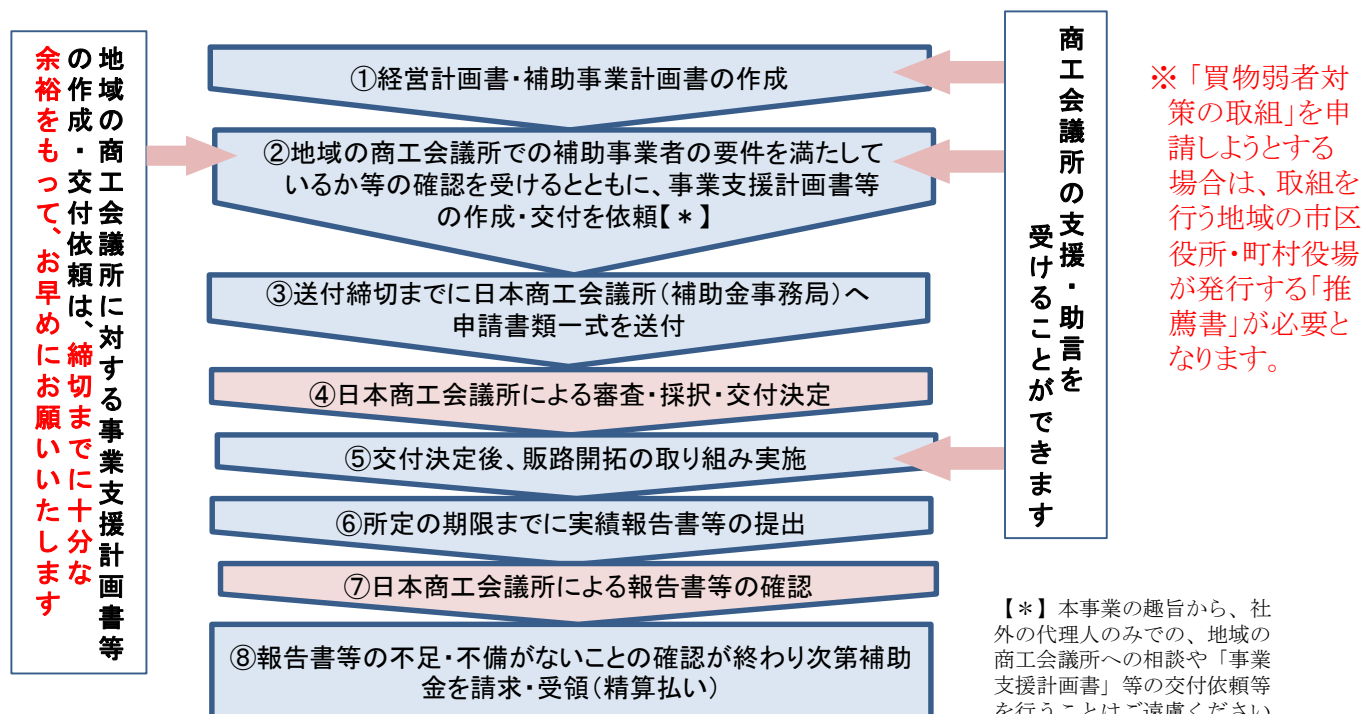 地域の商工会議所に対する事業支援計画書等
の作成・交付依頼は、締切までに十分な
余裕をもって、お早めにお願いいたします
①経営計画書・補助事業計画書の作成
②地域の商工会議所での補助事業者の要件を満たして
いるか等の確認を受けるとともに、事業支援計画書等
の作成・交付を依頼【＊】
③送付締切までに日本商工会議所（補助金事務局）へ
申請書類一式を送付
④日本商工会議所による審査・採択・交付決定
⑤交付決定後、販路開拓の取り組み実施
⑥所定の期限までに実績報告書等の提出
⑦日本商工会議所による報告書等の確認
⑧報告書等の不足・不備がないことの確認が終わり次第補助
金を請求・受領（精算払い）
商工会議所の支援・助言を
受けることができます
※「買物弱者対
策の取組」を申
請しようとする
場合は、取組を
行う地域の市区
役所・町村役場
が発行する「推
薦書」が必要と
なります。
【＊】本事業の趣旨から、社
外の代理人のみでの、地域の
商工会議所への相談や「事業
支援計画書」等の交付依頼等
を行うことはご遠慮ください